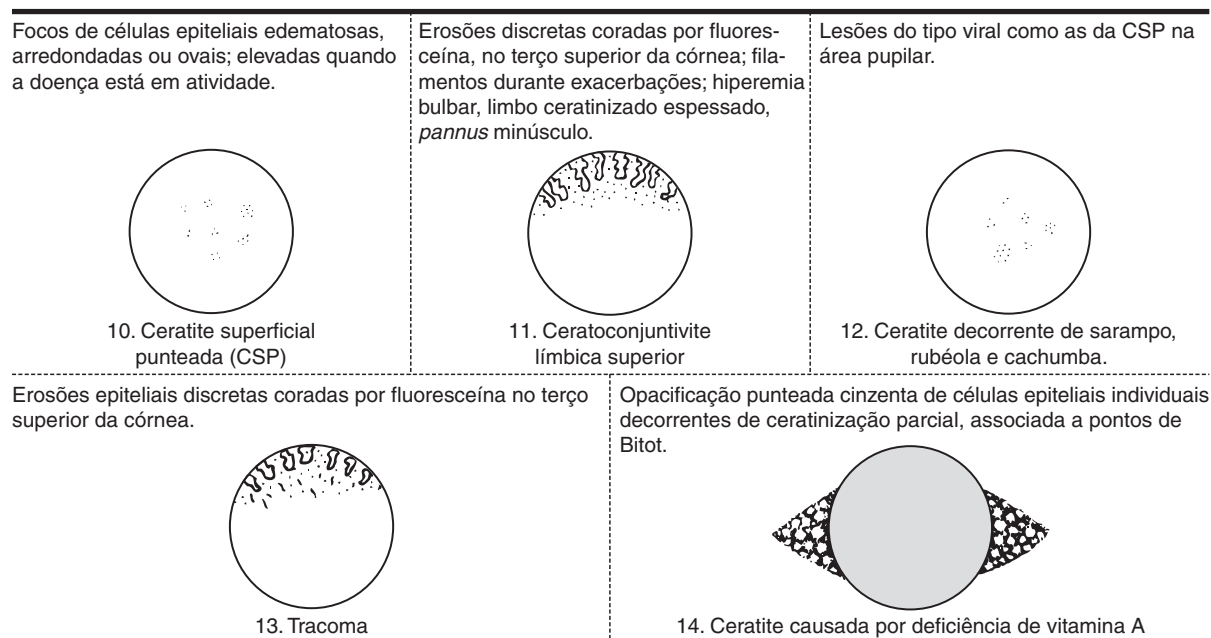 Focos de células epiteliais edematosas,
arredondadas ou ovais; elevadas quando
a doença está em atividade.
10. Ceratite superficial
punteada (CSP)
Erosões discretas coradas por fluores-
ceína, no terço superior da córnea; fila-
mentos durante exacerbações; hiperemia
bulbar, limbo ceratinizado espessado,
pannus minúsculo.
11. Ceratoconjuntivite
límbica superior
Lesões do tipo viral como as da CSP na
área pupilar.
12. Ceratite decorrente de sarampo,
rubéola e cachumba.
Erosões epiteliais discretas coradas por fluoresceína no terço
superior da córnea.
13. Tracoma
Opacificação punteada cinzenta de células epiteliais individuais
decorrentes de ceratinização parcial, associada a pontos de
Bitot.
14. Ceratite causada por deficiência de vitamina A